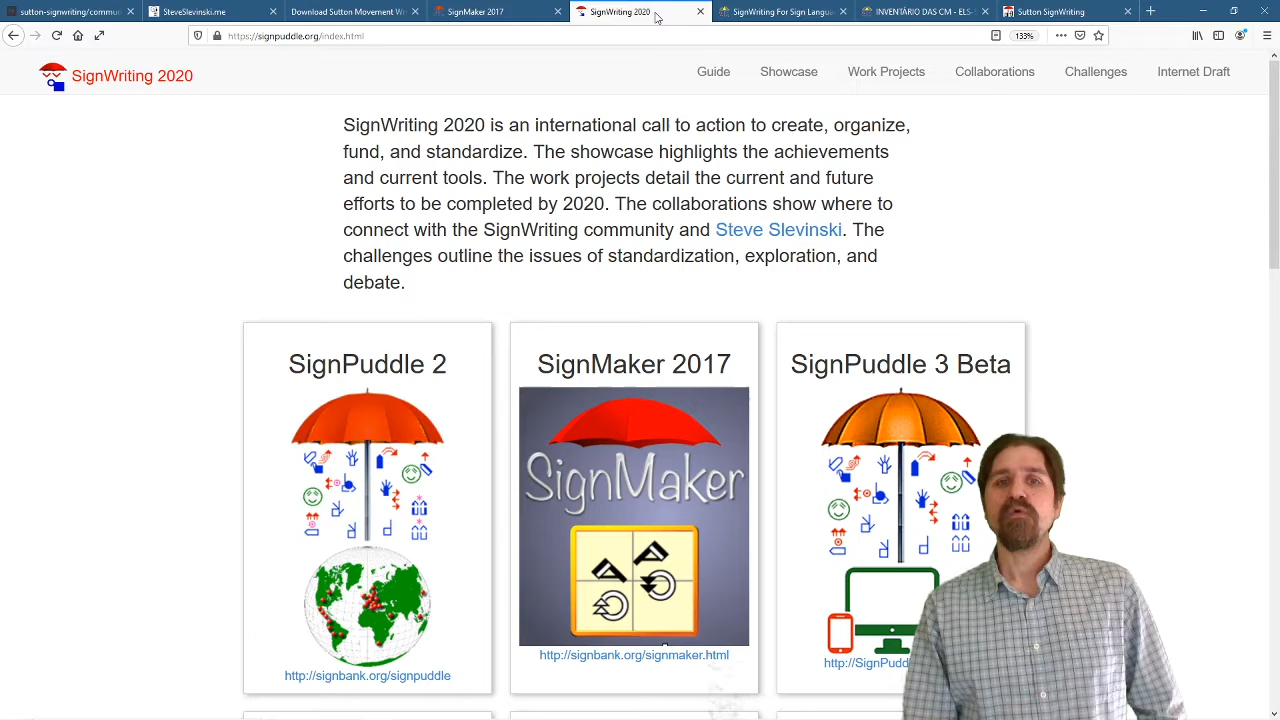 sutton-signwriting/commu
SteveSlevinski.me
Download Sutton Movement Wr
SignMaker 2017
SignWriting 2020
SignWriting For Sign Langua
INVENTÁRIO DAS CM - ELS-
Sutton SignWriting
https://signpuddle.org/index.html
133%
SignWriting 2020
Guide
Showcase
Work Projects
Collaborations
Challenges
Internet Draft
SignWriting 2020 is an international call to action to create, organize,
fund, and standardize. The showcase highlights the achievements
and current tools. The work projects detail the current and future
efforts to be completed by 2020. The collaborations show where to
connect with the SignWriting community and Steve Slevinski. The
challenges outline the issues of standardization, exploration, and
debate.
SignPuddle 2
http://signbank.org/signpuddle
SignMaker 2017
SignMaker
http://signbank.org/signmaker.html
SignPuddle 3 Beta
http://SignPudd